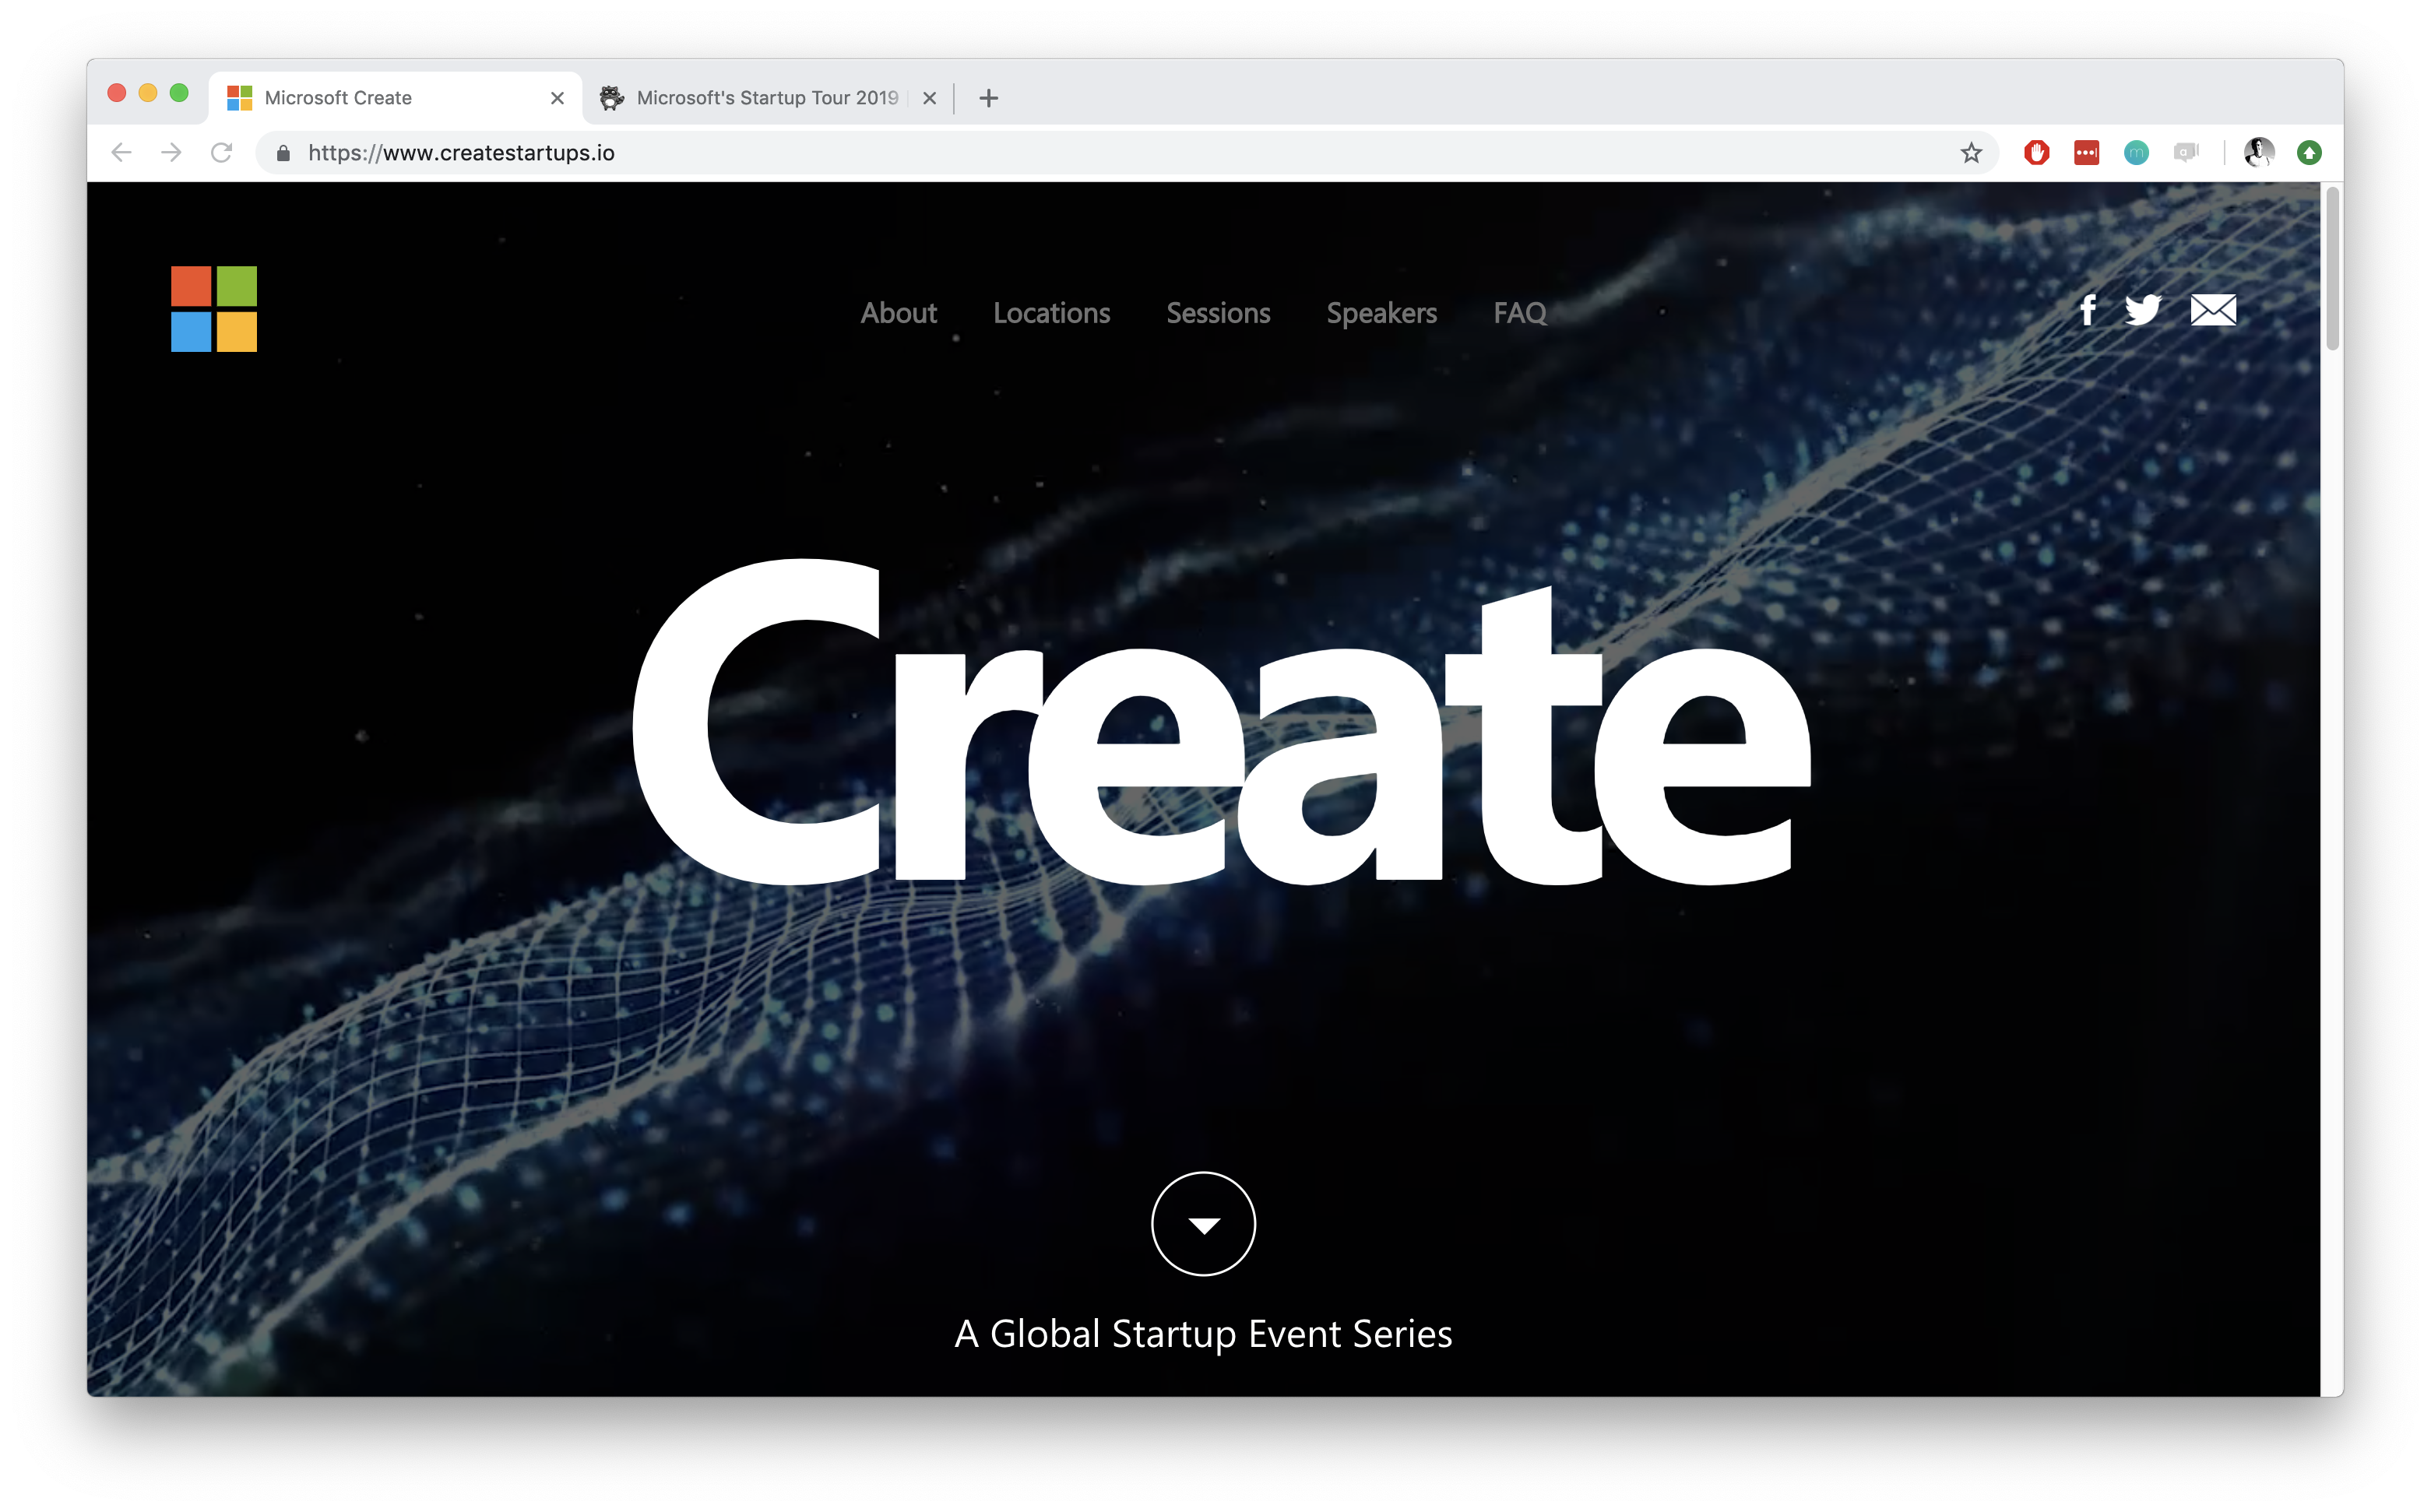 Microsoft Create
Microsoft's Startup Tour 2019
https://www.createstartups.io
About Locations Sessions Speakers FAQ
Create
A Global Startup Event Series